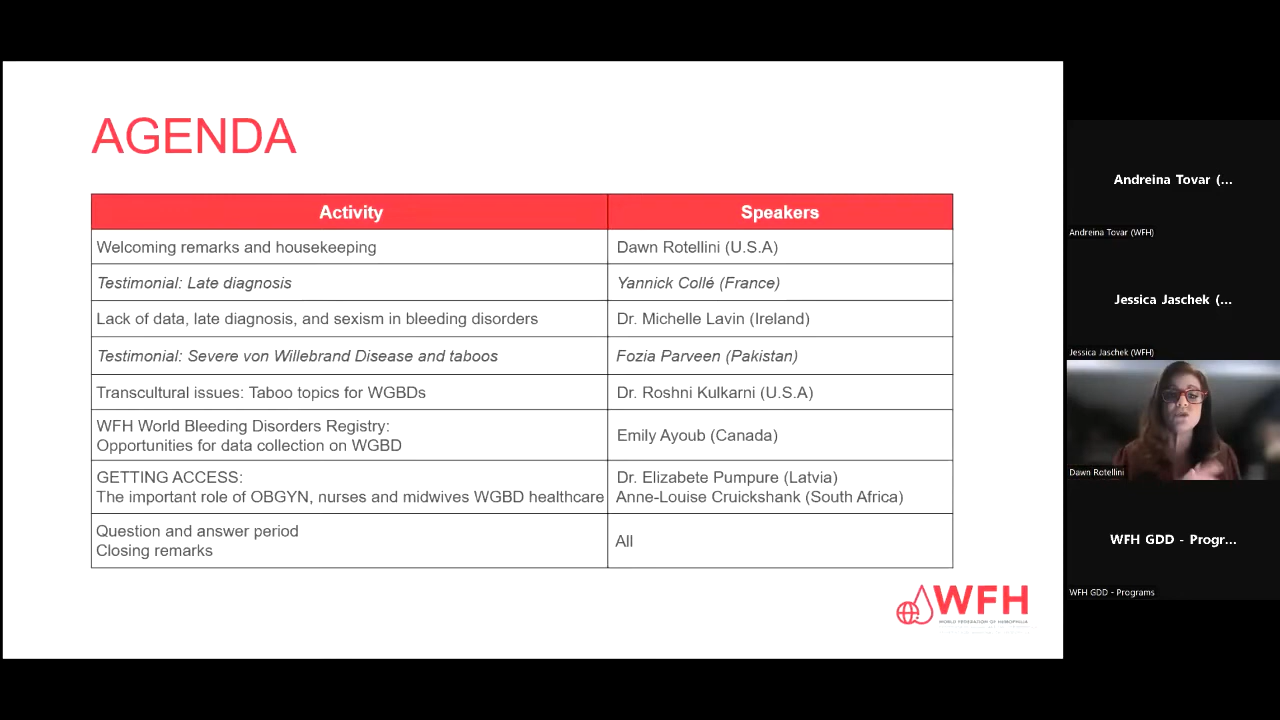 AGENDA
Activity
Speakers
Welcoming remarks and housekeeping
Dawn Rotellini (U.S.A)
Testimonial: Late diagnosis
Yannick Collé (France)
Lack of data, late diagnosis, and sexism in bleeding disorders
Dr. Michelle Lavin (Ireland)
Testimonial: Severe von Willebrand Disease and taboos
Fozia Parveen (Pakistan)
Transcultural issues: Taboo topics for WGBDs
Dr. Roshni Kulkarni (U.S.A)
WFH World Bleeding Disorders Registry:
Opportunities for data collection on WGBD
Emily Ayoub (Canada)
GETTING ACCESS:
The important role of OBGYN, nurses and midwives WGBD healthcare
Dr. Elizabete Pumpure (Latvia)
Anne-Louise Cruickshank (South Africa)
Question and answer period
Closing remarks
All
WFH
WORLD FEDERATION OF HEMOPHILIA
Andreina Tovar (...
Andreina Tovar (WFH)
Jessica Jaschek (...
Jessica Jaschek (WFH)
Dawn Rotellini
WFH GDD - Progr...
WFH GDD - Programs